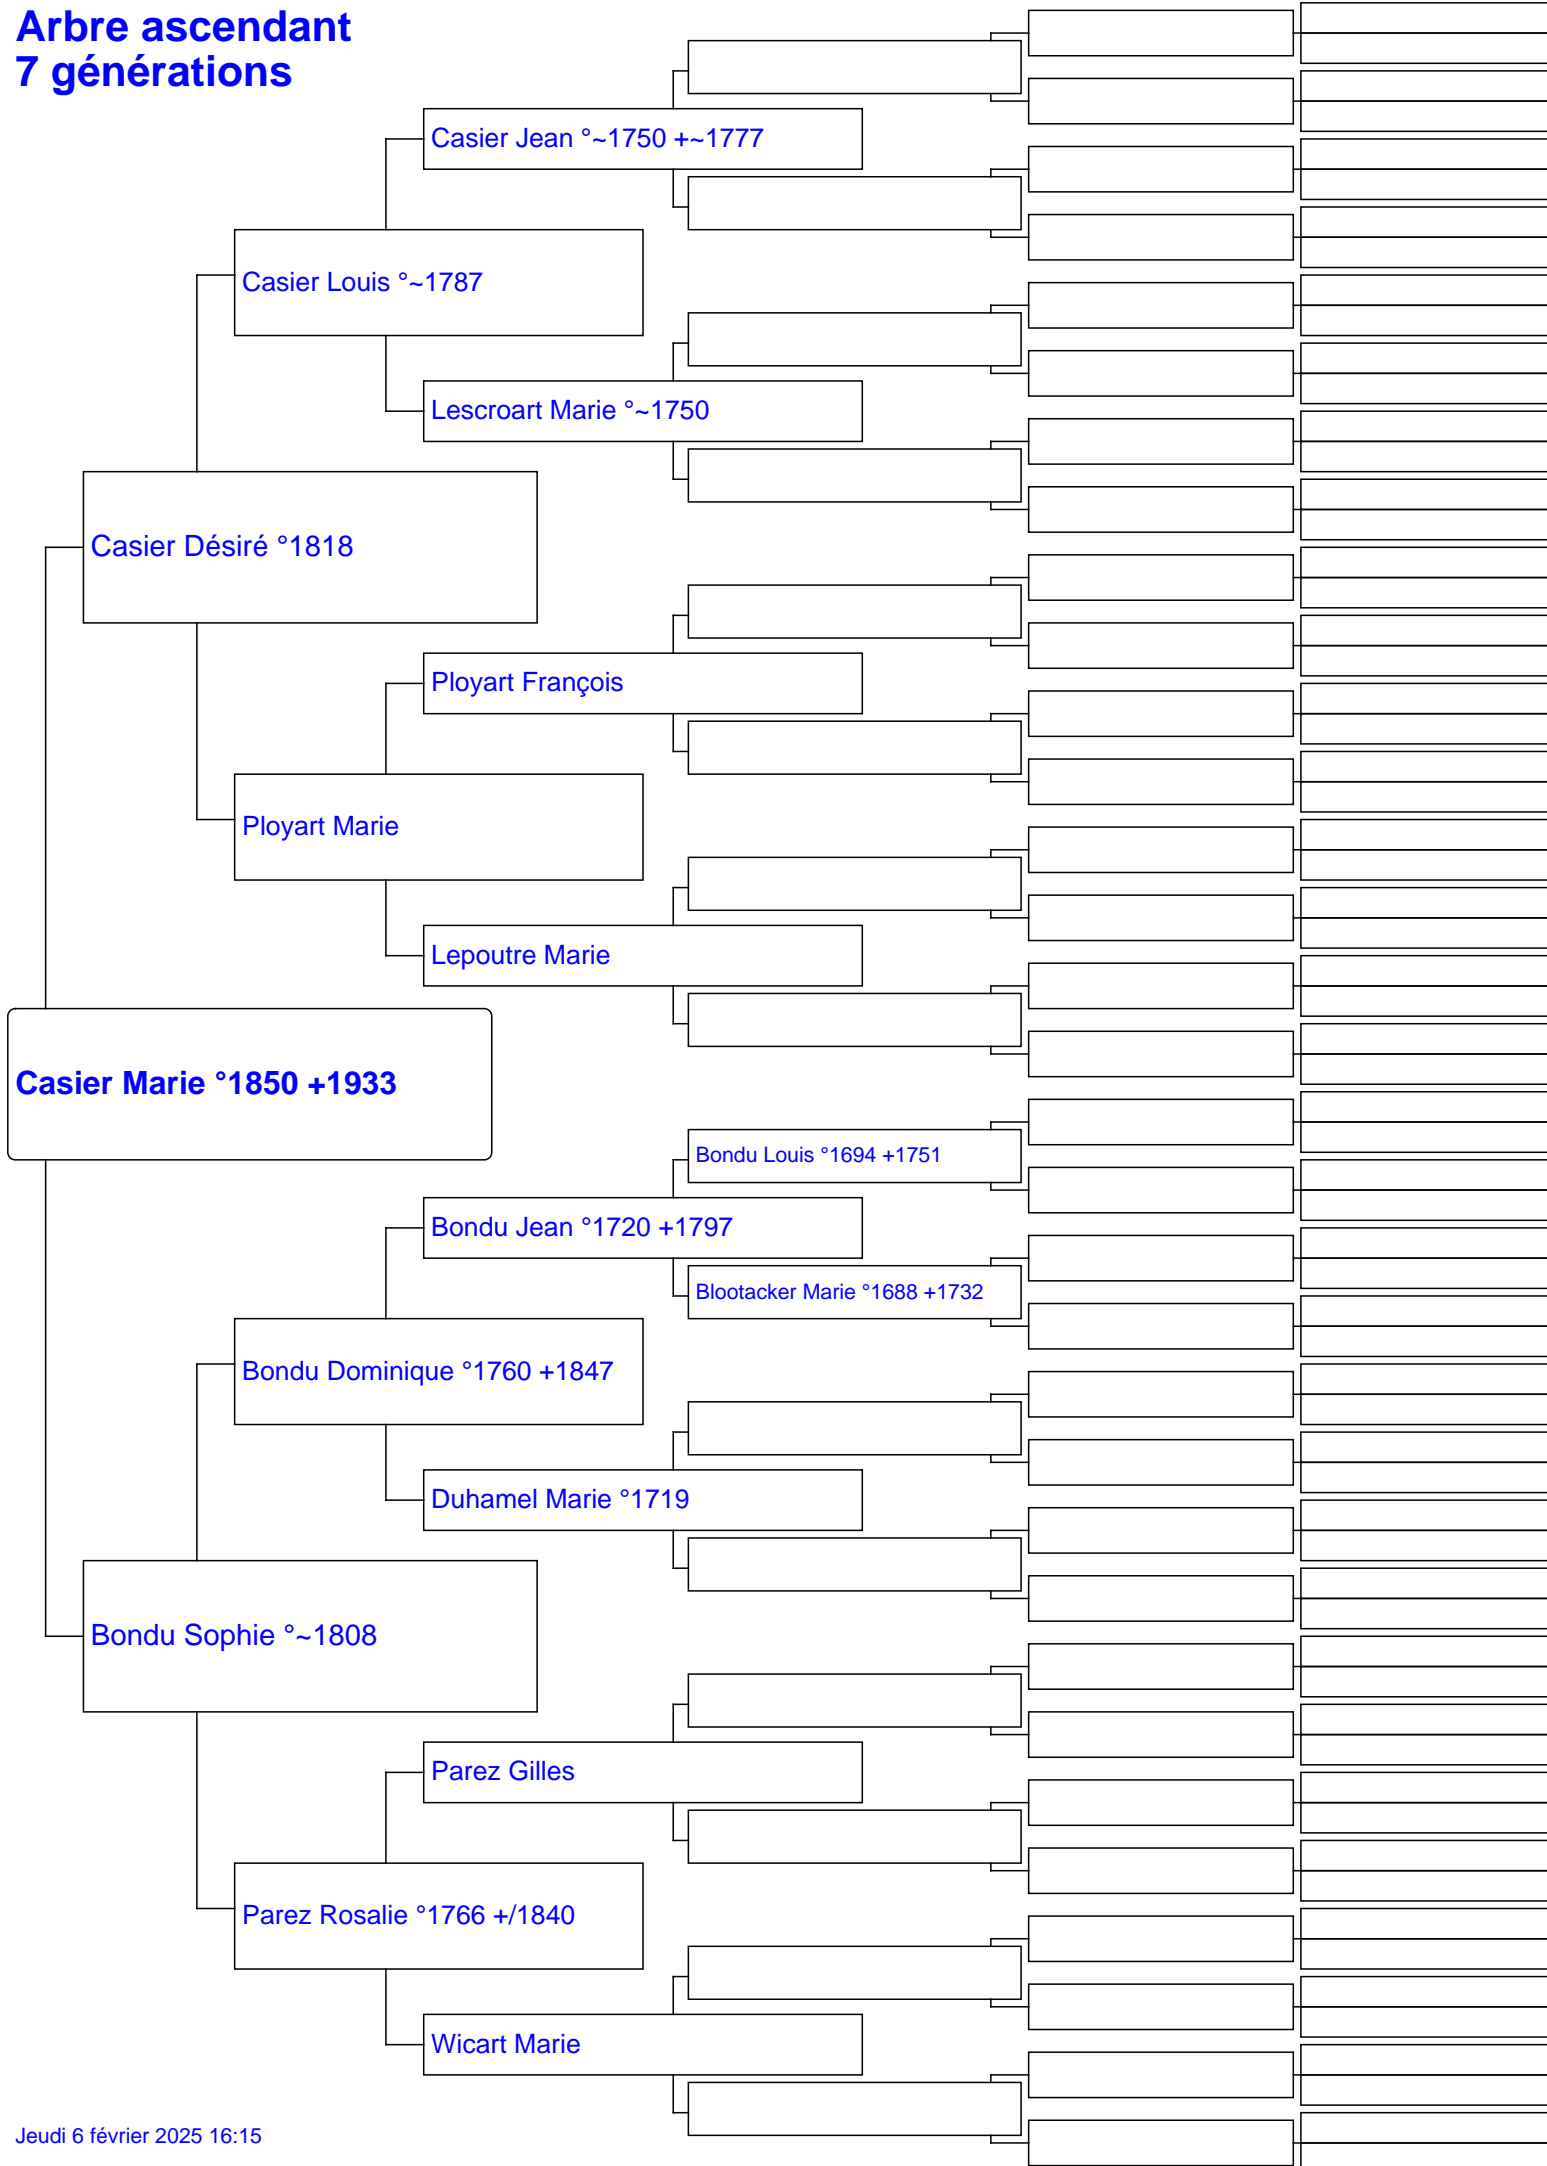 Arbre ascendant
7 générations
Casier Jean °~1750 +~1777
Casier Louis °~1787
Lescroart Marie °~1750
Casier Désiré °1818
Ployart François
Ployart Marie
Lepoutre Marie
Casier Marie °1850 +1933
Bondu Louis °1694 +1751
Bondu Jean °1720 +1797
Blootacker Marie °1688 +1732
Bondu Dominique °1760 +1847
Duhamel Marie °1719
Bondu Sophie °~1808
Parez Gilles
Parez Rosalie °1766 +/1840
Wicart Marie
Jeudi 6 février 2025 16:15